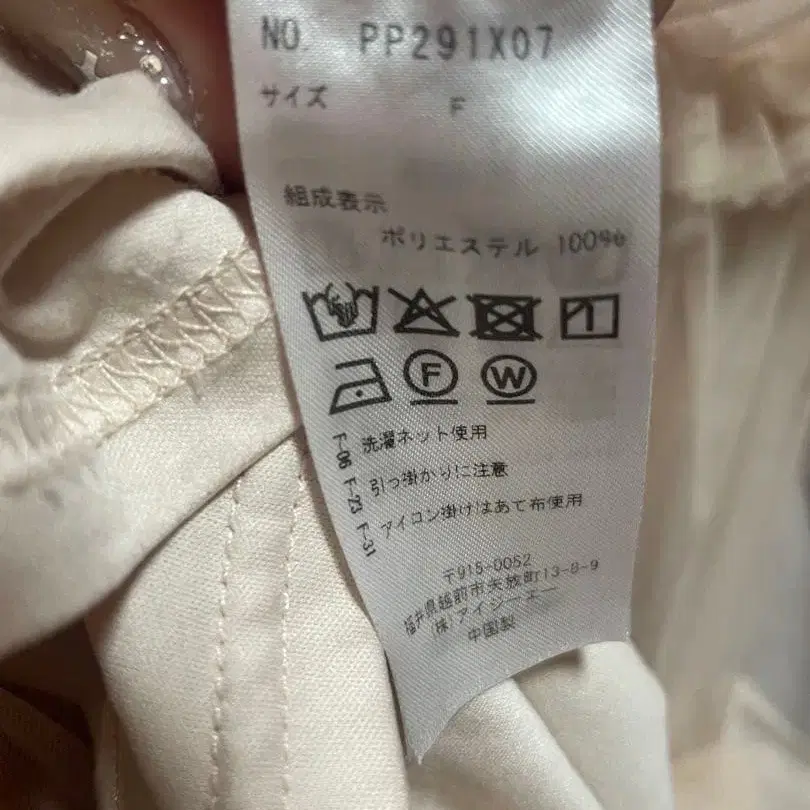 NO. PP291X07
サイズ F
組成表示
ポリエステル 100%
F
W
F-06 洗濯ネット使用
F-23 引っ掛かりに注意
F-31 アイコン掛けはあて布使用
〒915-0052
福井県越前市矢放町13-8-9
(株)アイシーエー
中国製